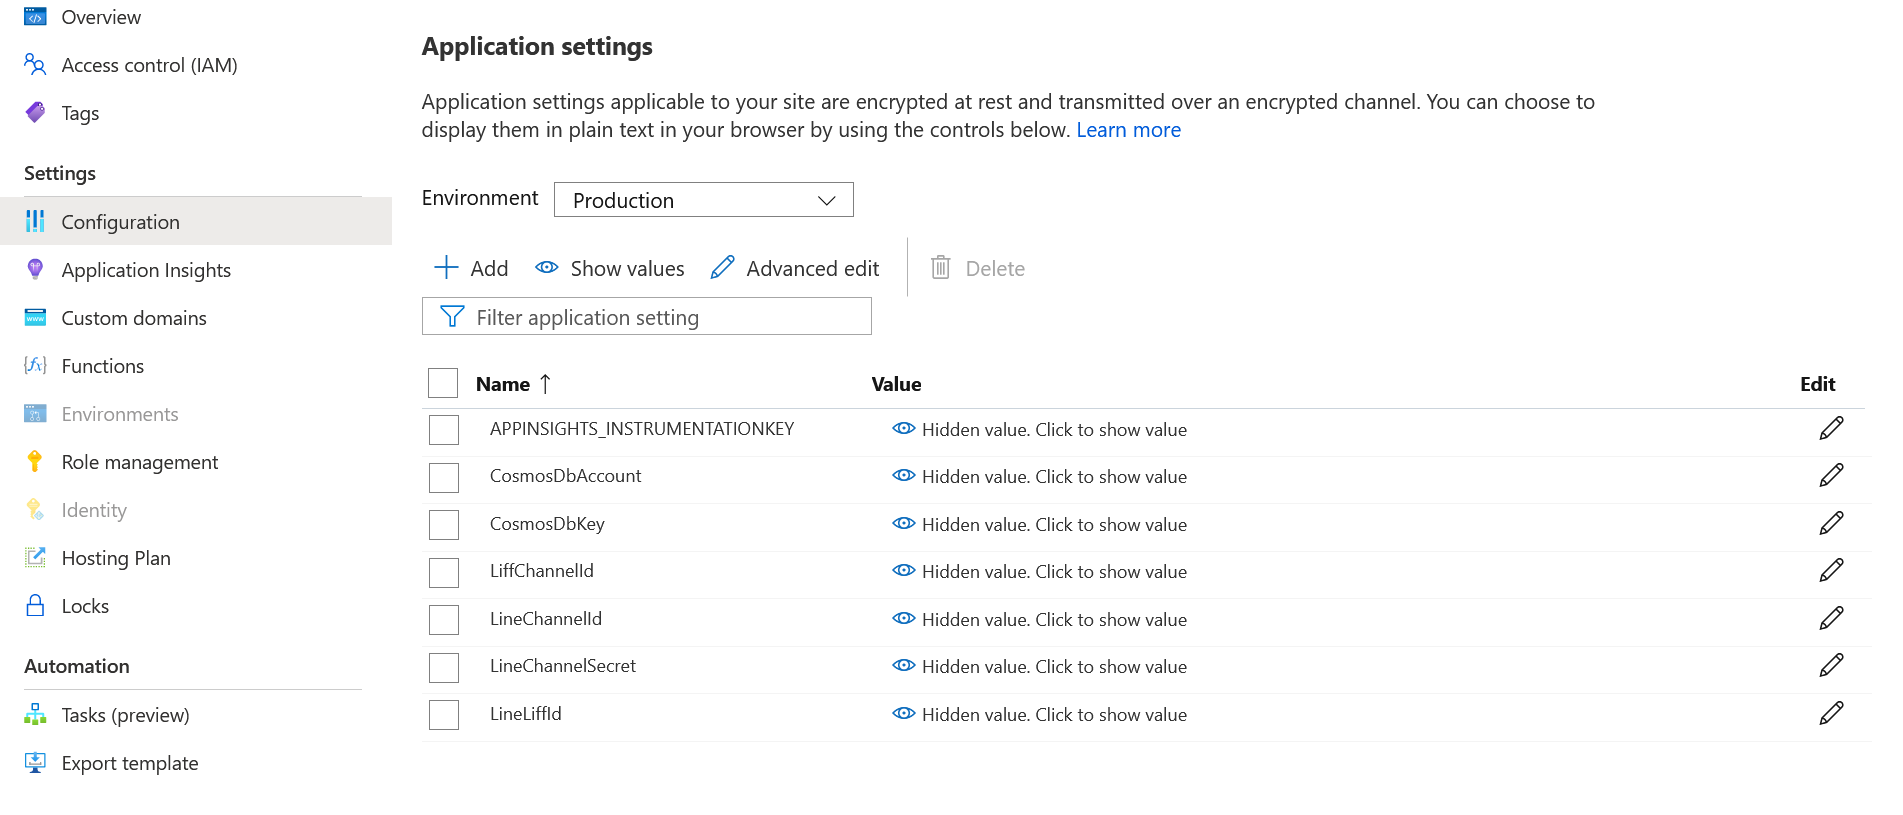 Overview
Access control (IAM)
Tags
Settings
Configuration
Application Insights
Custom domains
Functions
Environments
Role management
Identity
Hosting Plan
Locks
Automation
Tasks (preview)
Export template
Application settings
Application settings applicable to your site are encrypted at rest and transmitted over an encrypted channel. You can choose to
display them in plain text in your browser by using the controls below. Learn more
Environment Production
Add Show values Advanced edit Delete
Filter application setting
Name ↑ Value Edit
APPINSIGHTS_INSTRUMENTATIONKEY Hidden value. Click to show value
CosmosDbAccount Hidden value. Click to show value
CosmosDbKey Hidden value. Click to show value
LiffChannelId Hidden value. Click to show value
LineChannelId Hidden value. Click to show value
LineChannelSecret Hidden value. Click to show value
LineLiffId Hidden value. Click to show value